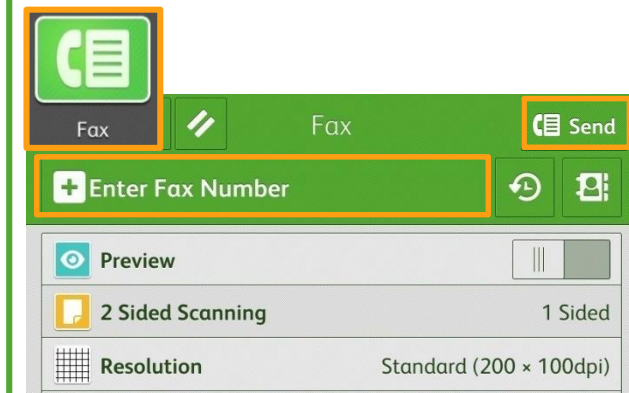 Fax
Fax
Send
Enter Fax Number
Preview
2 Sided Scanning 1 Sided
Resolution Standard (200 × 100dpi)